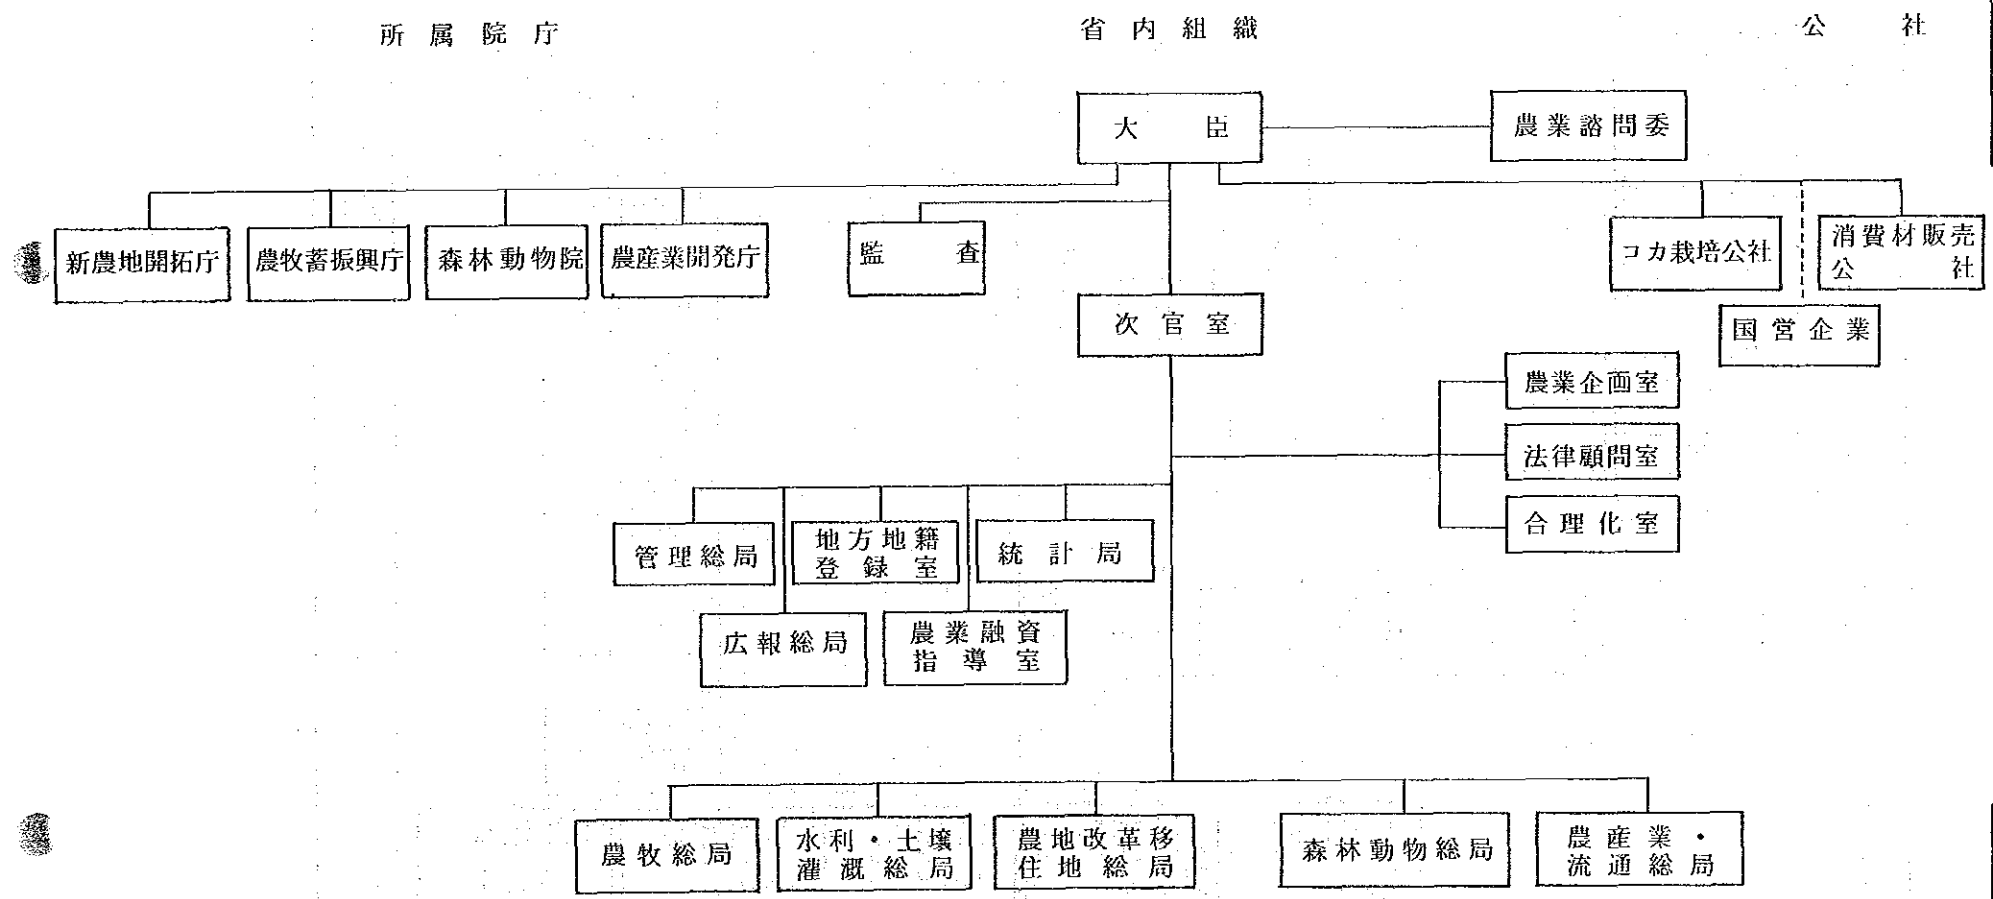 所属院庁
省内組織
公社
大臣
農業諮問委
新農地開拓庁
農牧蓄振興庁
森林動物院
農産業開発庁
監査
コカ栽培公社
消費材販売
公社
次官室
国営企業
農業企画室
法律顧問室
合理化室
管理総局
地方地籍
登録室
統計局
広報総局
農業融資
指導室
農牧総局
水利・土壌
灌漑総局
農地改革移
住地総局
森林動物総局
農産業・
流通総局